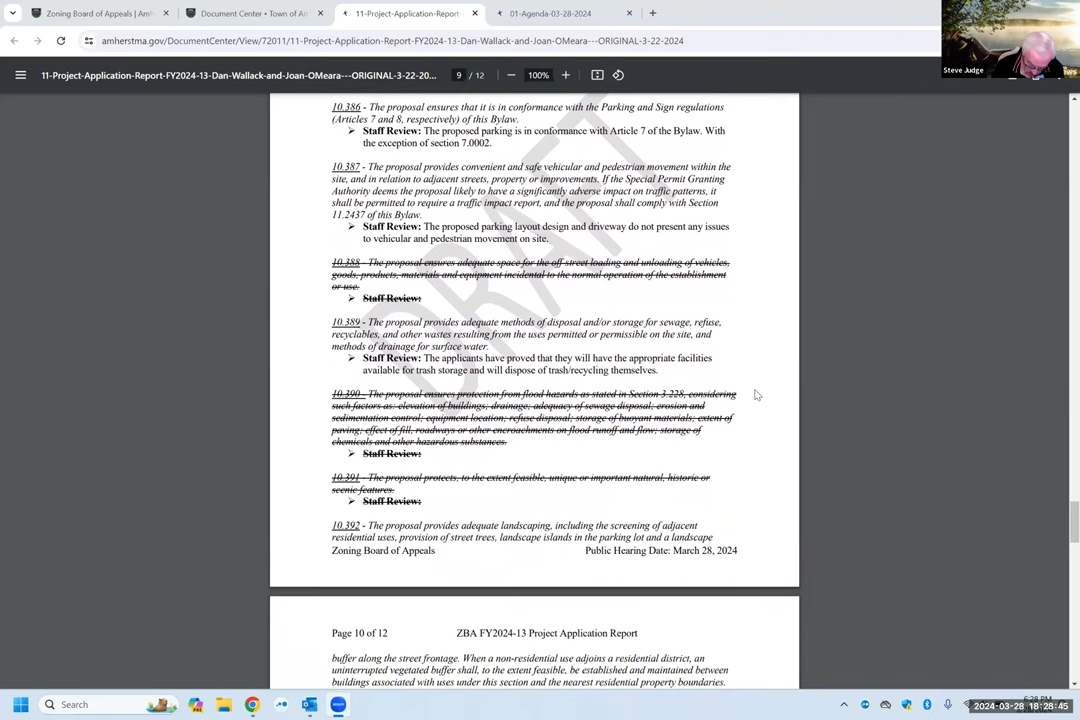 Zoning Board of Appeals | Amh
Document Center • Town of Am
11-Project-Application-Report-
01-Agenda-03-28-2024
amherstma.gov/DocumentCenter/View/72011/11-Project-Application-Report-FY2024-13-Dan-Wallack-and-Joan-OMeara---ORIGINAL-3-22-2024
Steve Judge
11-Project-Application-Report-FY2024-13-Dan-Wallack-and-Joan-OMeara---ORIGINAL-3-22-20...
9 / 12
100%
10.386 - The proposal ensures that it is in conformance with the Parking and Sign regulations
(Articles 7 and 8, respectively) of this Bylaw.
➢ Staff Review: The proposed parking is in conformance with Article 7 of the Bylaw. With
the exception of section 7.0002.
10.387 - The proposal provides convenient and safe vehicular and pedestrian movement within the
site, and in relation to adjacent streets, property or improvements. If the Special Permit Granting
Authority deems the proposal likely to have a significantly adverse impact on traffic patterns, it
shall be permitted to require a traffic impact report, and the proposal shall comply with Section
11.2437 of this Bylaw.
➢ Staff Review: The proposed parking layout design and driveway do not present any issues
to vehicular and pedestrian movement on site.
10.388 - The proposal ensures adequate space for the off-street loading and unloading of vehicles,
goods, products, materials and equipment incidental to the normal operation of the establishment
or use.
➢ Staff Review:
10.389 - The proposal provides adequate methods of disposal and/or storage for sewage, refuse,
recyclables, and other wastes resulting from the uses permitted or permissible on the site, and
methods of drainage for surface water.
➢ Staff Review: The applicants have proved that they will have the appropriate facilities
available for trash storage and will dispose of trash/recycling themselves.
10.390 - The proposal ensures protection from flood hazards as stated in Section 3.228, considering
such factors as: elevation of buildings; drainage; adequacy of sewage disposal; erosion and
sedimentation control; equipment location; refuse disposal; storage of buoyant materials; extent of
paving; effect of fill, roadways or other encroachments on flood runoff and flow; storage of
chemicals and other hazardous substances.
➢ Staff Review:
10.391 - The proposal protects, to the extent feasible, unique or important natural, historic or
scenic features.
➢ Staff Review:
10.392 - The proposal provides adequate landscaping, including the screening of adjacent
residential uses, provision of street trees, landscape islands in the parking lot and a landscape
Zoning Board of Appeals Public Hearing Date: March 28, 2024
DRAFT
Page 10 of 12 ZBA FY2024-13 Project Application Report
buffer along the street frontage. When a non-residential use adjoins a residential district, an
uninterrupted vegetated buffer shall, to the extent feasible, be established and maintained between
buildings associated with uses under this section and the nearest residential property boundaries.
Search
6:28 PM
2024-03-28 18:28:45